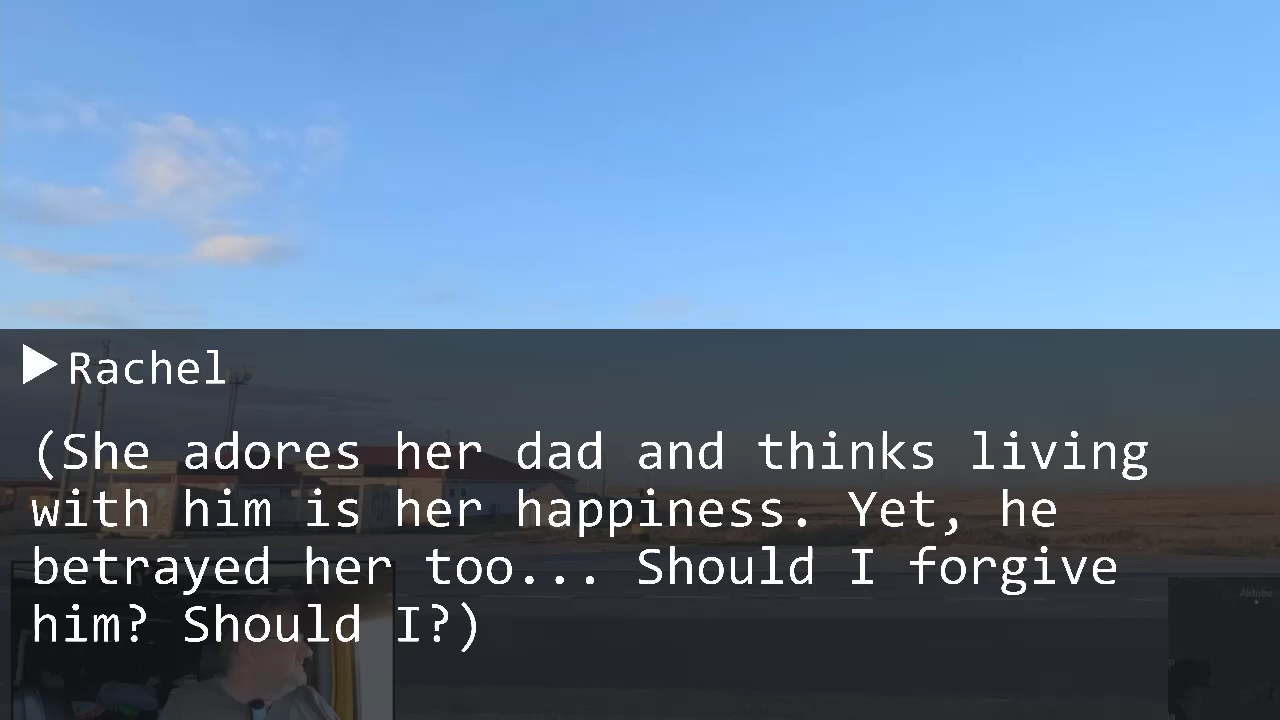 Rachel
(She adores her dad and thinks living
with him is her happiness. Yet, he
betrayed her too... Should I forgive
him? Should I?)
Aktobe